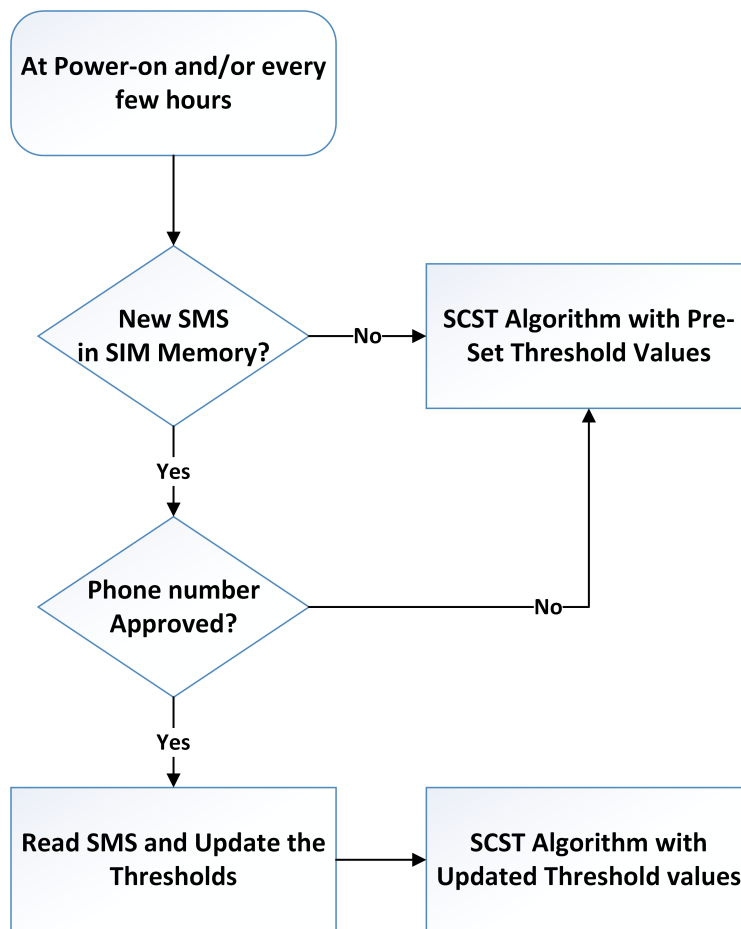 At Power-on and/or every
few hours
New SMS
in SIM Memory?
No
SCST Algorithm with Pre-
Set Threshold Values
Yes
Phone number
Approved?
No
Yes
Read SMS and Update the
Thresholds
SCST Algorithm with
Updated Threshold values